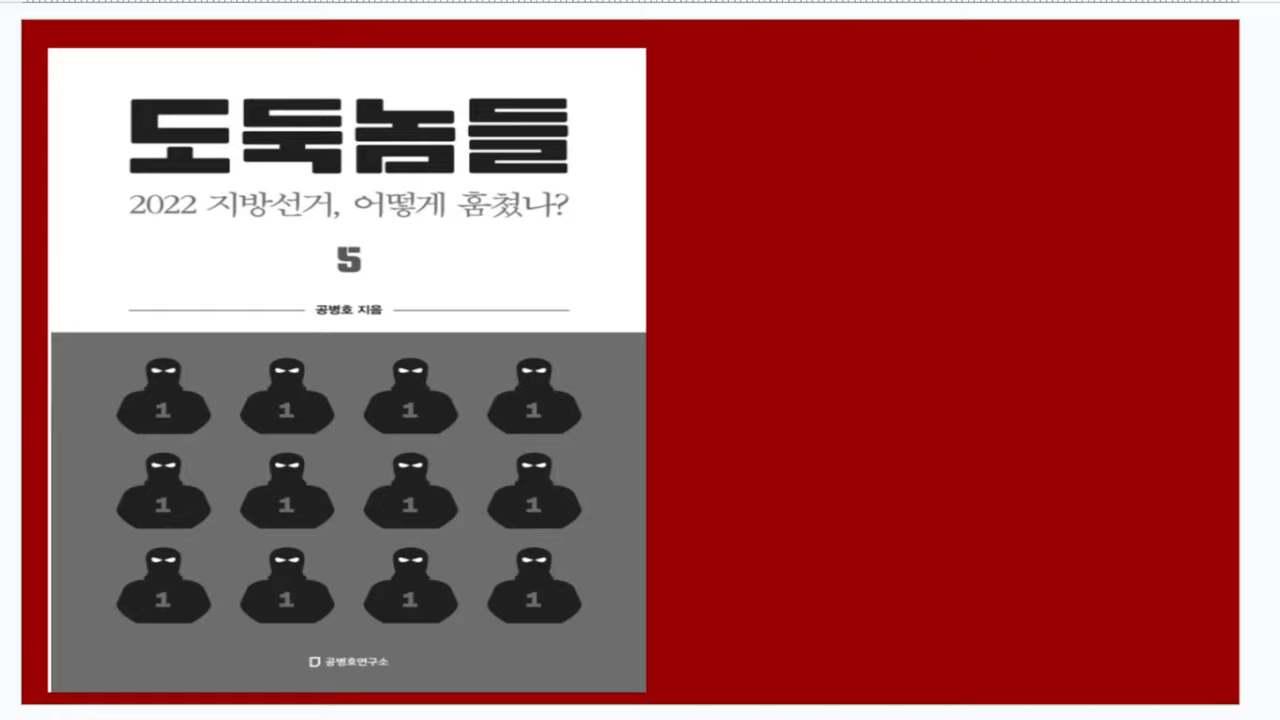 도둑놈들
2022 지방선거, 어떻게 훔쳤나?
5
공병호 지음
1 1 1 1
1 1 1 1
1 1 1 1
공병호연구소